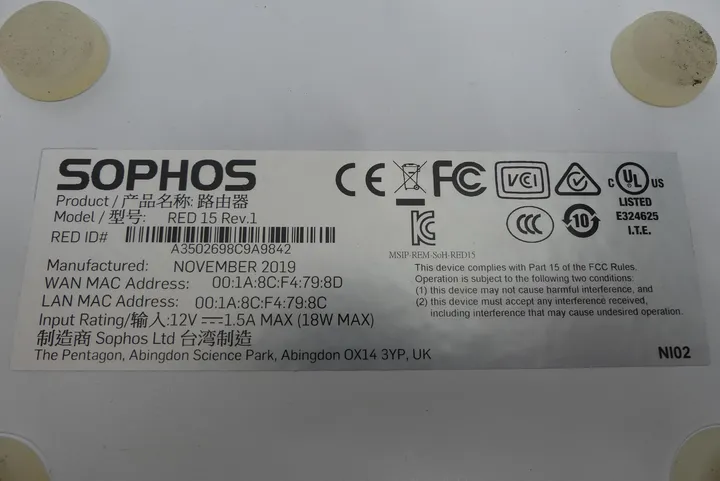 SOPHOS
Product / 产品名称: 路由器
Model / 型号: RED 15 Rev.1
RED ID#
A3502698C9A9842
Manufactured: NOVEMBER 2019
WAN MAC Address: 00:1A:8C:F4:79:8D
LAN MAC Address: 00:1A:8C:F4:79:8C
Input Rating/输入:12V 1.5A MAX (18W MAX)
制造商 Sophos Ltd 台湾制造
The Pentagon, Abingdon Science Park, Abingdon OX14 3YP, UK
CE FC VCI C UL US
LISTED
E324625
I.T.E.
KC CCC 10
MSIP-REM-SoH-RED15
This device complies with Part 15 of the FCC Rules.
Operation is subject to the following two conditions:
(1) this device may not cause harmful interference, and
(2) this device must accept any interference received,
including interference that may cause undesired operation.
NI02